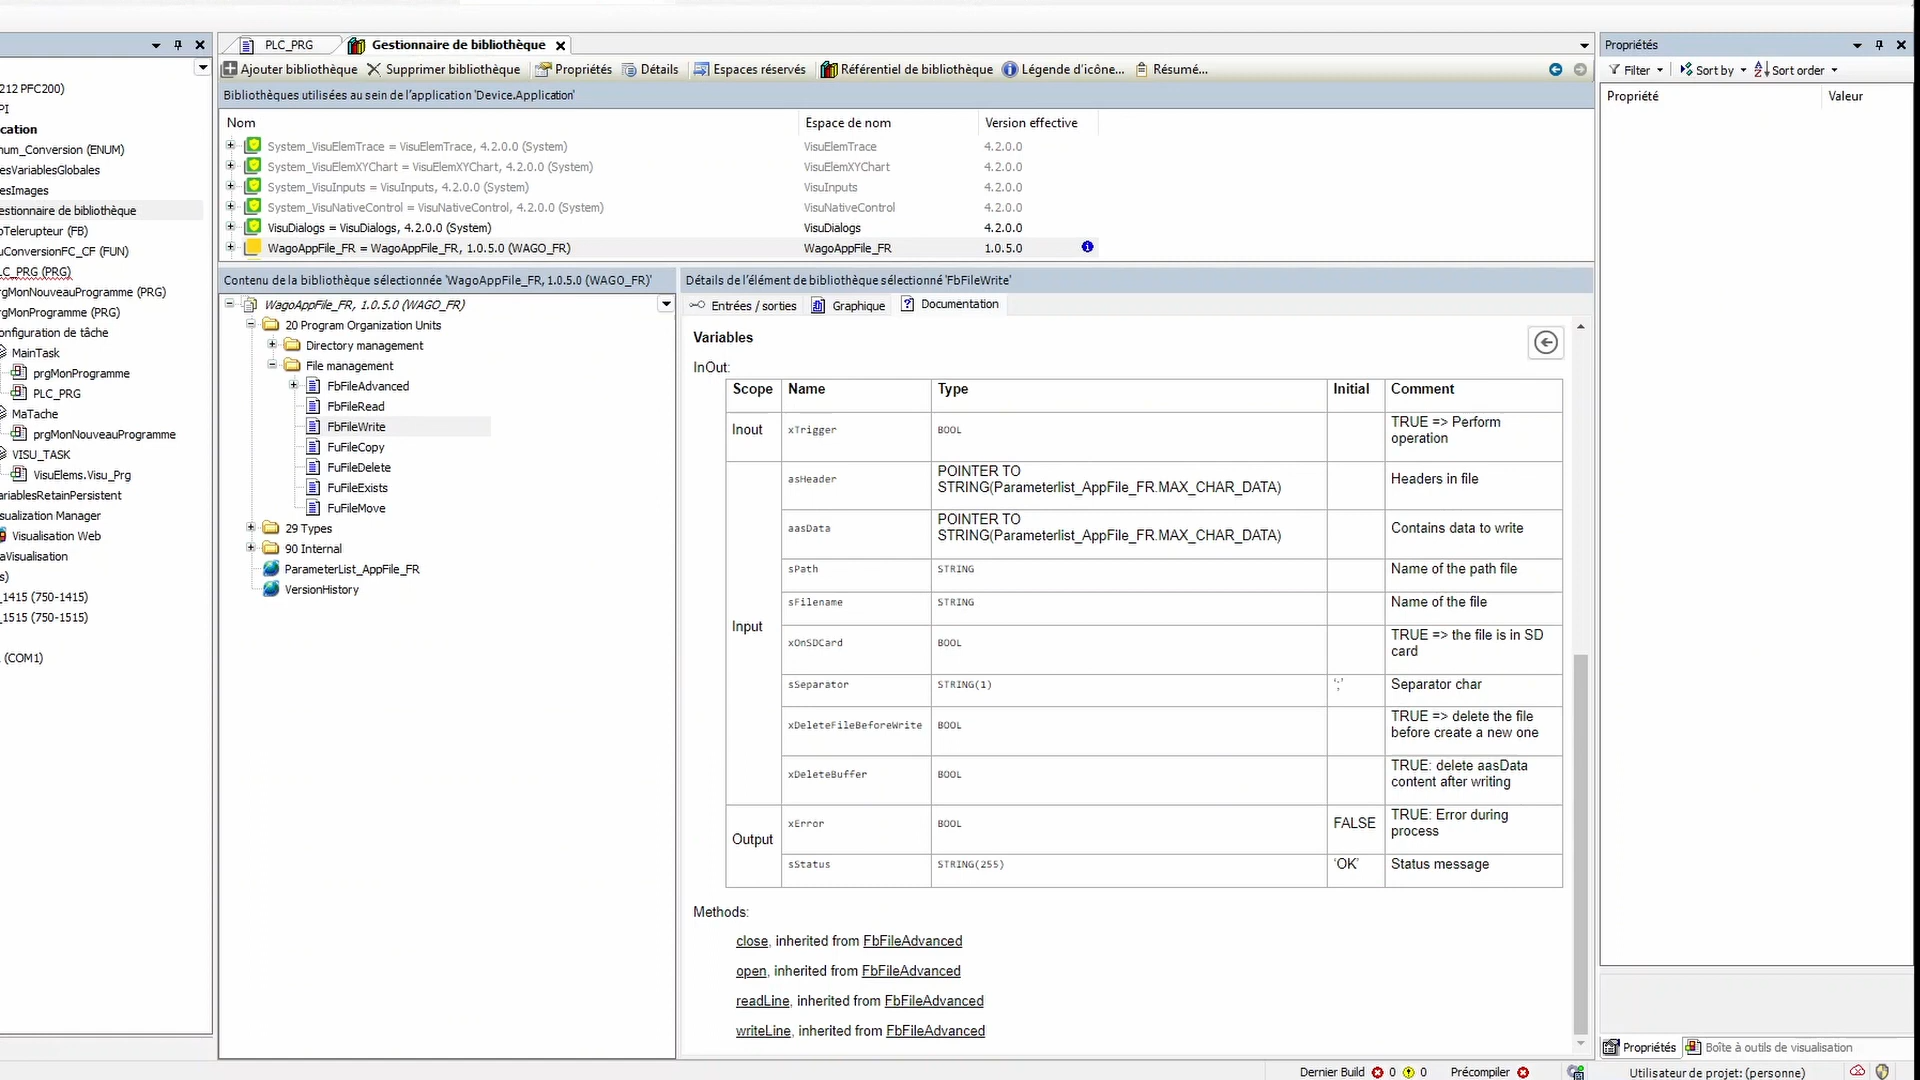 PLC_PRG
Gestionnaire de bibliothèque
Propriétés
Ajouter bibliothèque
Supprimer bibliothèque
Propriétés
Détails
Espaces réservés
Référentiel de bibliothèque
Légende d'icône...
Résumé...
Filter
Sort by
Sort order
Propriété
Valeur
Bibliothèques utilisées au sein de l'application 'Device.Application'
Nom
Espace de nom
Version effective
System_VisuElemTrace = VisuElemTrace, 4.2.0.0 (System)
VisuElemTrace
4.2.0.0
System_VisuElemXYChart = VisuElemXYChart, 4.2.0.0 (System)
VisuElemXYChart
4.2.0.0
System_VisuInputs = VisuInputs, 4.2.0.0 (System)
VisuInputs
4.2.0.0
System_VisuNativeControl = VisuNativeControl, 4.2.0.0 (System)
VisuNativeControl
4.2.0.0
VisuDialogs = VisuDialogs, 4.2.0.0 (System)
VisuDialogs
4.2.0.0
WagoAppFile_FR = WagoAppFile_FR, 1.0.5.0 (WAGO_FR)
WagoAppFile_FR
1.0.5.0
212 PFC200)
PI
cation
num_Conversion (ENUM)
esVariablesGlobales
esImages
estionnaire de bibliothèque
oTelerupteur (FB)
uConversionFC_CF (FUN)
LC_PRG (PRG)
rgMonNouveauProgramme (PRG)
rgMonProgramme (PRG)
onfiguration de tâche
MainTask
prgMonProgramme
PLC_PRG
MaTache
prgMonNouveauProgramme
VISU_TASK
VisuElems.Visu_Prg
ariablesRetainPersistent
sualization Manager
Visualisation Web
aVisualisation
s)
_1415 (750-1415)
_1515 (750-1515)
(COM1)
Contenu de la bibliothèque sélectionnée 'WagoAppFile_FR, 1.0.5.0 (WAGO_FR)'
WagoAppFile_FR, 1.0.5.0 (WAGO_FR)
20 Program Organization Units
Directory management
File management
FbFileAdvanced
FbFileRead
FbFileWrite
FuFileCopy
FuFileDelete
FuFileExists
FuFileMove
29 Types
90 Internal
ParameterList_AppFile_FR
VersionHistory
Détails de l'élément de bibliothèque sélectionné 'FbFileWrite'
Entrées / sorties
Graphique
Documentation
Variables
InOut:
Scope Name Type Initial Comment
Inout xTrigger BOOL TRUE => Perform
operation
Input
asHeader POINTER TO
STRING(Parameterlist_AppFile_FR.MAX_CHAR_DATA) Headers in file
aasData POINTER TO
STRING(Parameterlist_AppFile_FR.MAX_CHAR_DATA) Contains data to write
sPath STRING Name of the path file
sFilename STRING Name of the file
xOnSDCard BOOL TRUE => the file is in SD
card
sSeparator STRING(1) ';' Separator char
xDeleteFileBeforeWrite BOOL TRUE => delete the file
before create a new one
xDeleteBuffer BOOL TRUE: delete aasData
content after writing
Output
xError BOOL FALSE TRUE: Error during
process
sStatus STRING(255) 'OK' Status message
Methods:
close, inherited from FbFileAdvanced
open, inherited from FbFileAdvanced
readLine, inherited from FbFileAdvanced
writeLine, inherited from FbFileAdvanced
Propriétés
Boîte à outils de visualisation
Dernier Build 0 0
Précompiler
Utilisateur de projet: (personne)